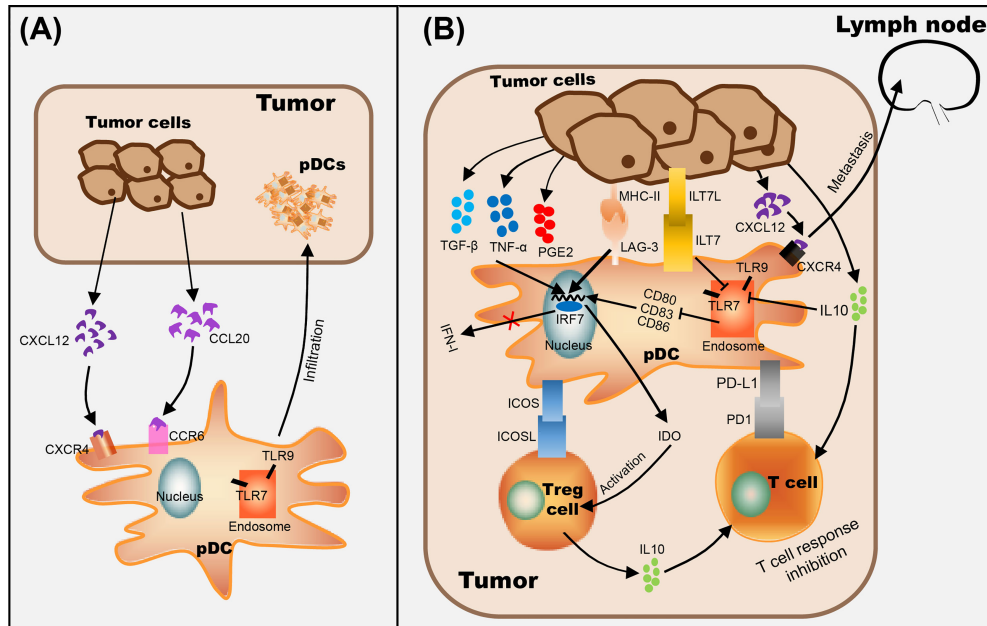 (A)
Tumor
Tumor cells
pDCs
CXCL12
CCL20
Infiltration
CXCR4
CCR6
TLR9
Nucleus
TLR7
Endosome
pDC
(B)
Lymph node
Tumor cells
Metastasis
MHC-II
ILT7L
CXCL12
TGF-β
TNF-α
PGE2
LAG-3
ILT7
CXCR4
TLR9
TLR7
CD80
CD83
CD86
IL10
IRF7
IFN-I
Nucleus
Endosome
pDC
PD-L1
ICOS
PD1
ICOSL
IDO
Activation
Treg
cell
T cell
IL10
T cell response
inhibition
Tumor